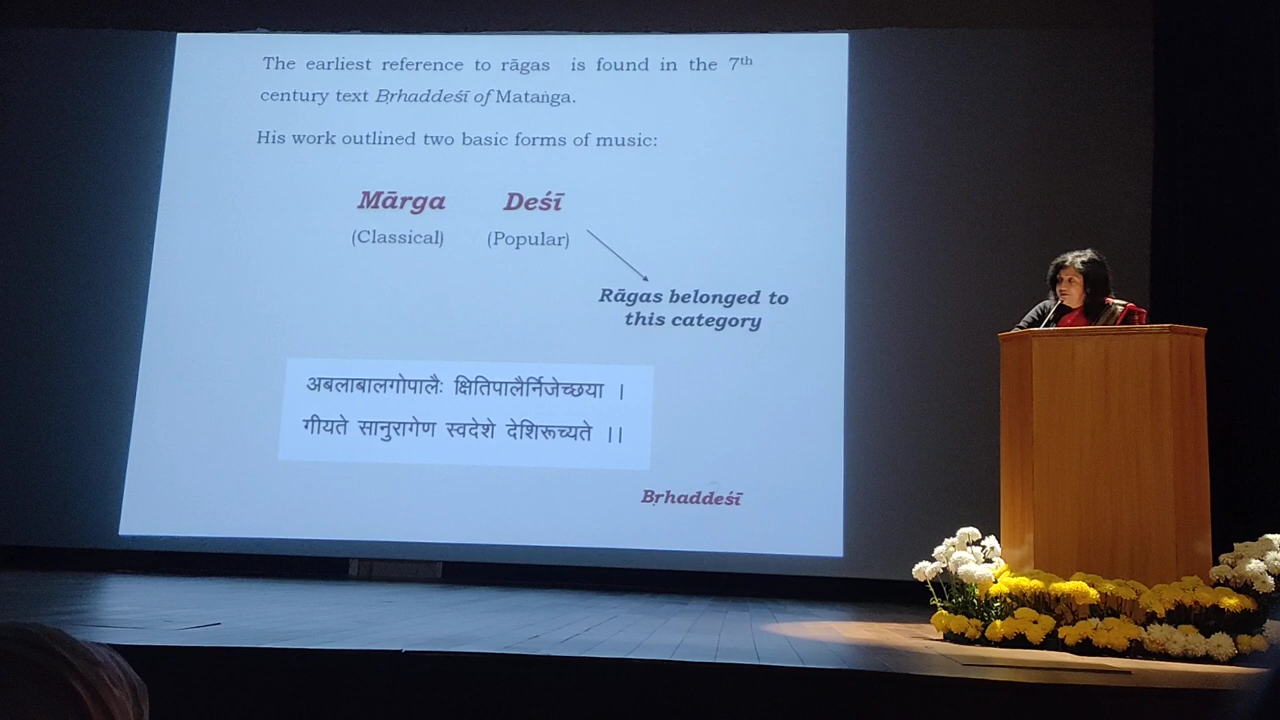 The earliest reference to rāgas is found in the 7th
century text Bṛhaddeśī of Mataṅga.
His work outlined two basic forms of music:
Mārga Deśī
(Classical) (Popular)
Rāgas belonged to
this category
अबलाबालगोपालैः क्षितिपालैर्निजेच्छया ।
गीयते सानुरागेण स्वदेशे देशिरूच्यते ।।
Bṛhaddeśī